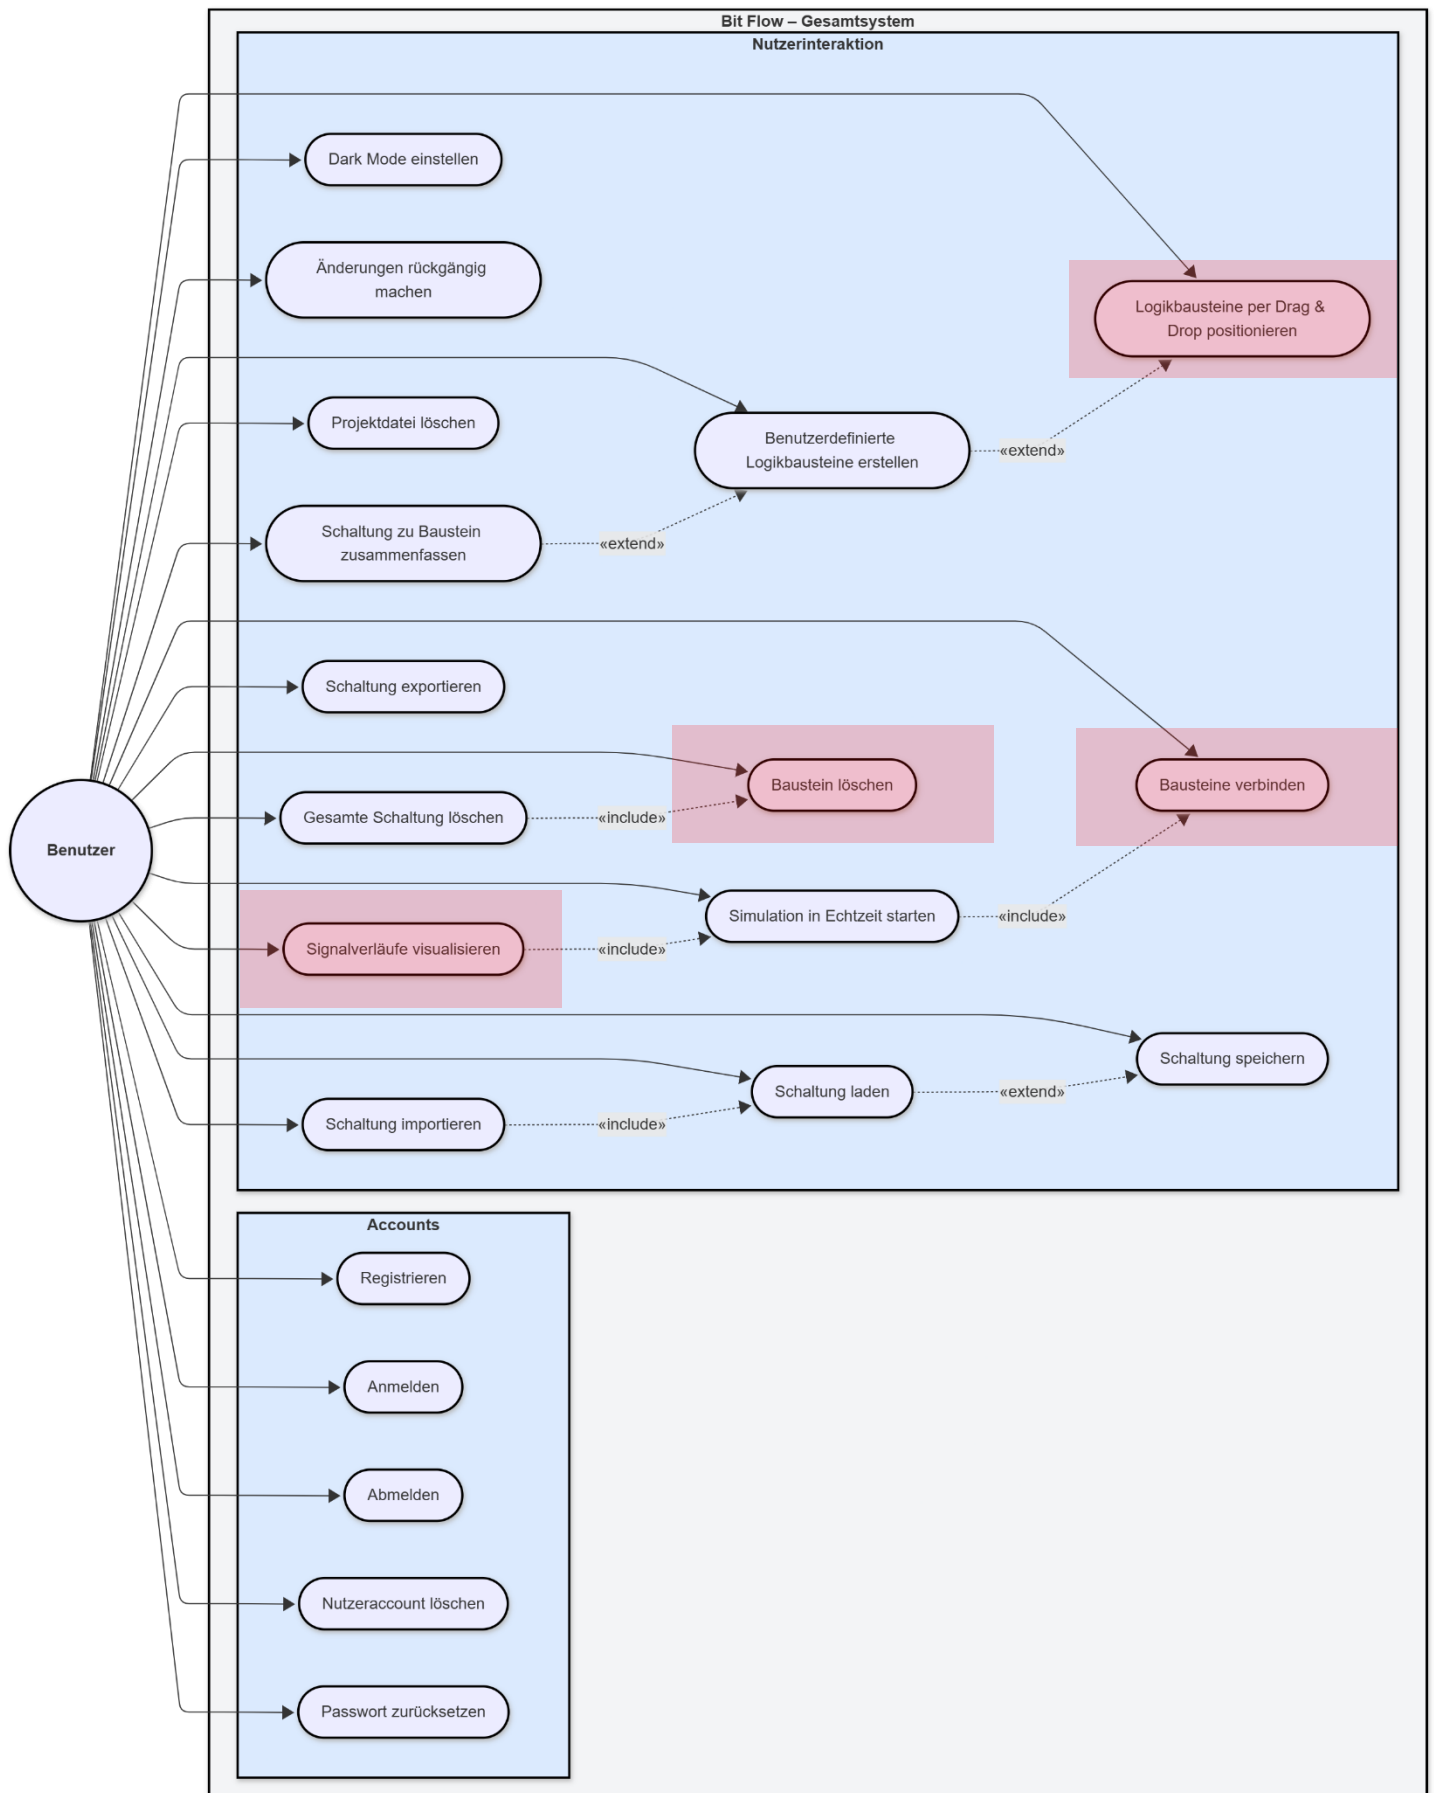 Bit Flow – Gesamtsystem
Nutzerinteraktion
Dark Mode einstellen
Änderungen rückgängig
machen
Logikbausteine per Drag &
Drop positionieren
Projektdatei löschen
Benutzerdefinierte
Logikbausteine erstellen
«extend»
Schaltung zu Baustein
zusammenfassen
«extend»
Schaltung exportieren
Baustein löschen
Bausteine verbinden
Gesamte Schaltung löschen
«include»
Benutzer
Simulation in Echtzeit starten
«include»
Signalverläufe visualisieren
«include»
Schaltung speichern
Schaltung laden
«extend»
Schaltung importieren
«include»
Accounts
Registrieren
Anmelden
Abmelden
Nutzeraccount löschen
Passwort zurücksetzen